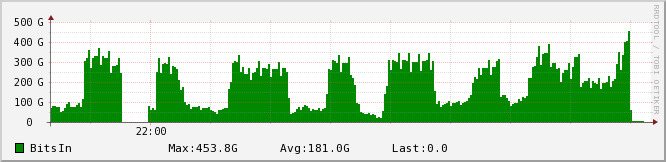 500 G
400 G
300 G
200 G
100 G
0
22:00
BitsIn Max:453.8G Avg:181.0G Last:0.0
RRDTOOL / TOBI OETIKER